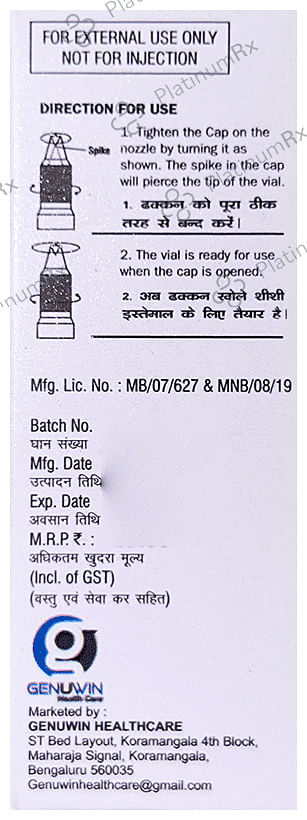 FOR EXTERNAL USE ONLY
NOT FOR INJECTION
DIRECTION FOR USE
Spike
1. Tighten the Cap on the
nozzle by turning it as
shown. The spike in the cap
will pierce the tip of the vial.
1. ढक्कन को पूरा ठीक
तरह से बन्द करें।
2. The vial is ready for use
when the cap is opened.
2. अब ढक्कन खोले शीशी
इस्तेमाल के लिए तैयार है।
Mfg. Lic. No. : MB/07/627 & MNB/08/19
Batch No.
घान संख्या
Mfg. Date
उत्पादन तिथि
Exp. Date
अवसान तिथि
M.R.P. ₹. :
अधिकतम खुदरा मूल्य
(Incl. of GST)
(वस्तु एवं सेवा कर सहित)
GENUWIN
Health Care
Marketed by :
GENUWIN HEALTHCARE
ST Bed Layout, Koramangala 4th Block,
Maharaja Signal, Koramangala,
Bengaluru 560035
Genuwinhealthcare@gmail.com
PlatinumRx
PlatinumRx
PlatinumRx
PlatinumRx